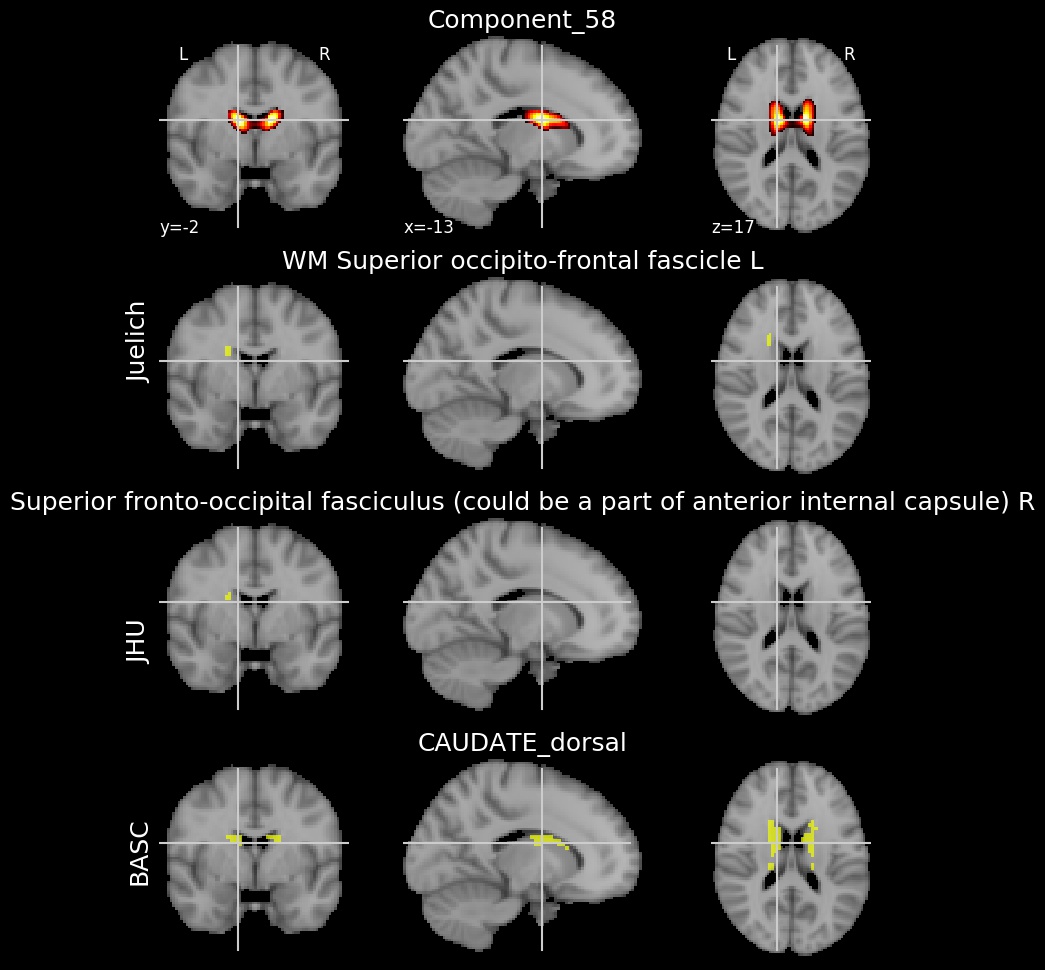 Component_58
L R L R
y=-2 x=-13 z=17
WM Superior occipito-frontal fascicle L
Juelich
Superior fronto-occipital fasciculus (could be a part of anterior internal capsule) R
JHU
CAUDATE_dorsal
BASC